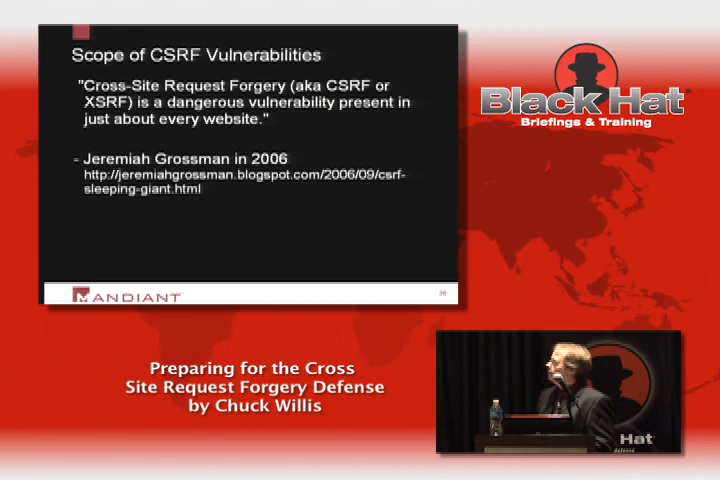 Scope of CSRF Vulnerabilities
"Cross-Site Request Forgery (aka CSRF or
XSRF) is a dangerous vulnerability present in
just about every website."
- Jeremiah Grossman in 2006
http://jeremiahgrossman.blogspot.com/2006/09/csrf-
sleeping-giant.html
MANDIANT
Black Hat
Briefings & Training
Preparing for the Cross
Site Request Forgery Defense
by Chuck Willis
Hat
defense